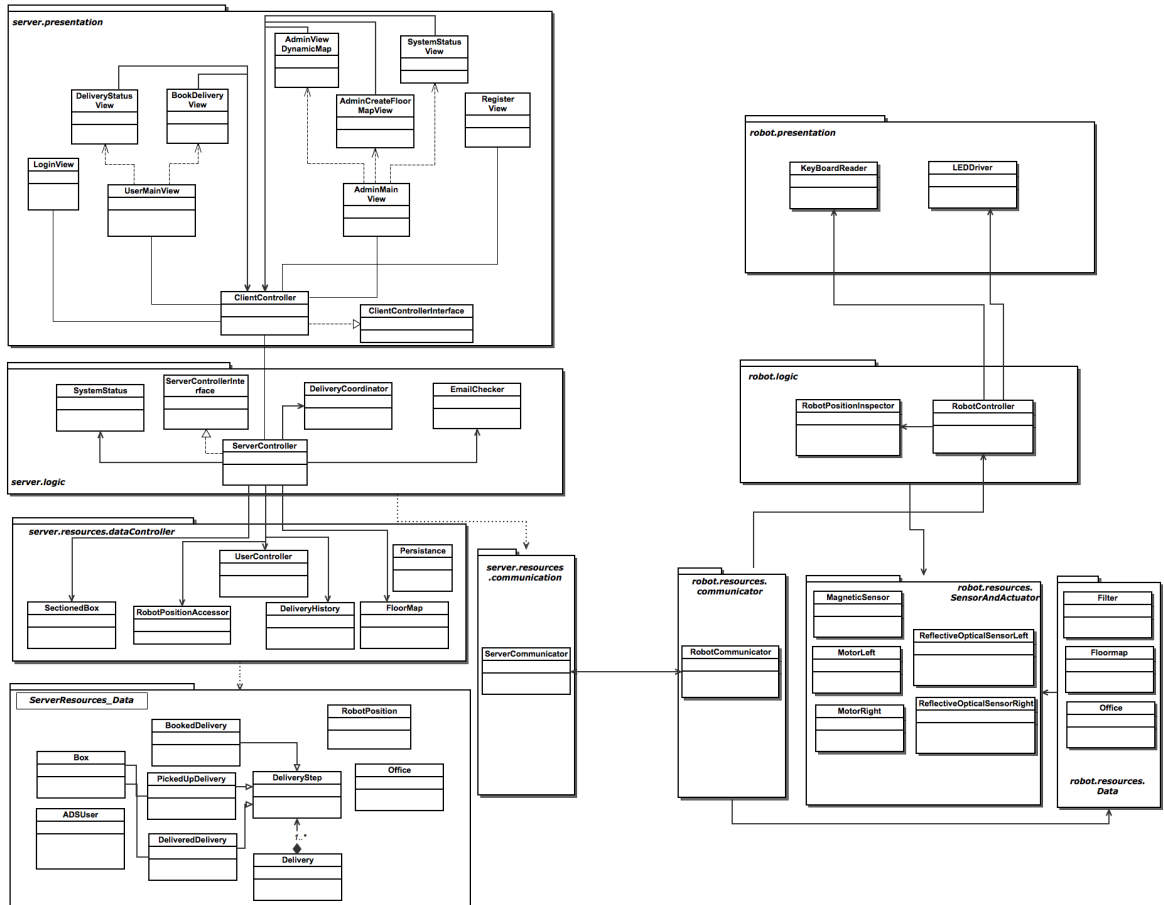 server.presentation
AdminView
DynamicMap
SystemStatus
View
DeliveryStatus
View
BookDelivery
View
AdminCreateFloor
MapView
Register
View
LoginView
UserMainView
AdminMain
View
ClientController
ClientControllerInterface
SystemStatus
ServerControllerInte
rface
DeliveryCoordinator
EmailChecker
ServerController
server.logic
server.resources.dataController
UserController
Persistance
SectionedBox
RobotPositionAccessor
DeliveryHistory
FloorMap
ServerResources_Data
BookedDelivery
RobotPosition
Box
PickedUpDelivery
DeliveryStep
Office
ADSUser
DeliveredDelivery
1..*
Delivery
server.resources
.communication
ServerCommunicator
robot.presentation
KeyBoardReader
LEDDriver
robot.logic
RobotPositionInspector
RobotController
robot.resources.
communicator
RobotCommunicator
robot.resources.
SensorAndActuator
MagneticSensor
ReflectiveOpticalSensorLeft
MotorLeft
ReflectiveOpticalSensorRight
MotorRight
Filter
Floormap
Office
robot.resources.
Data